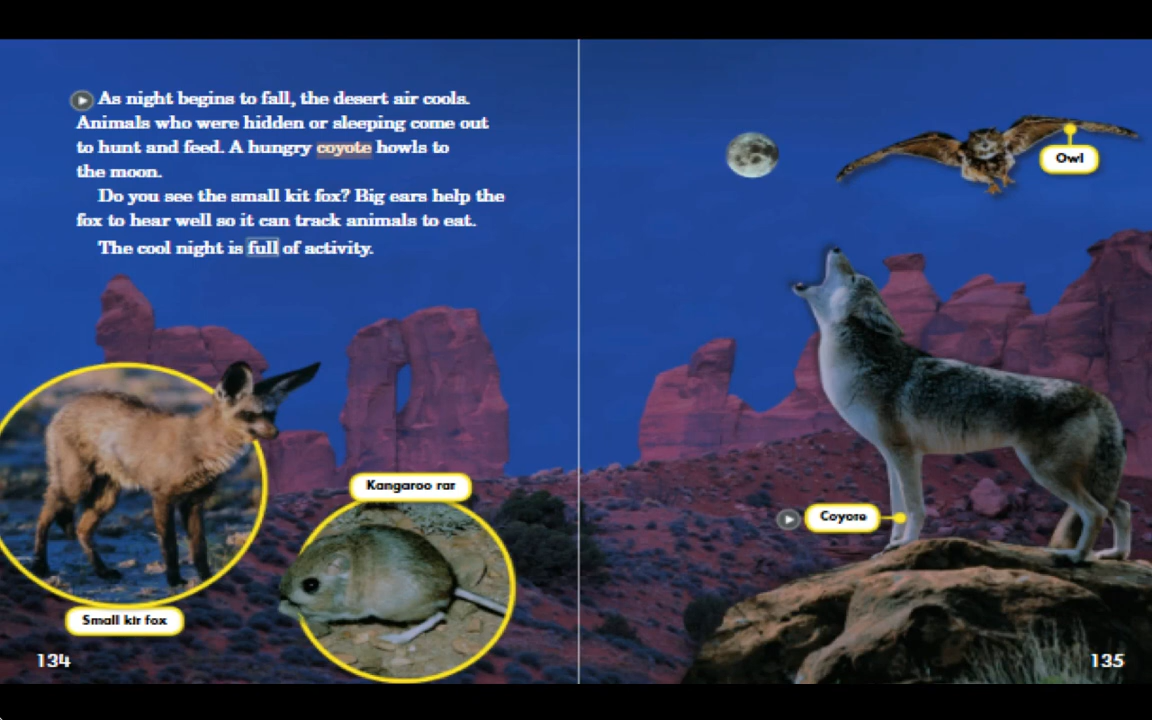 As night begins to fall, the desert air cools.
Animals who were hidden or sleeping come out
to hunt and feed. A hungry coyote howls to
the moon.
Do you see the small kit fox? Big ears help the
fox to hear well so it can track animals to eat.
The cool night is full of activity.
Small kit fox
134
Kangaroo rat
Owl
Coyote
135